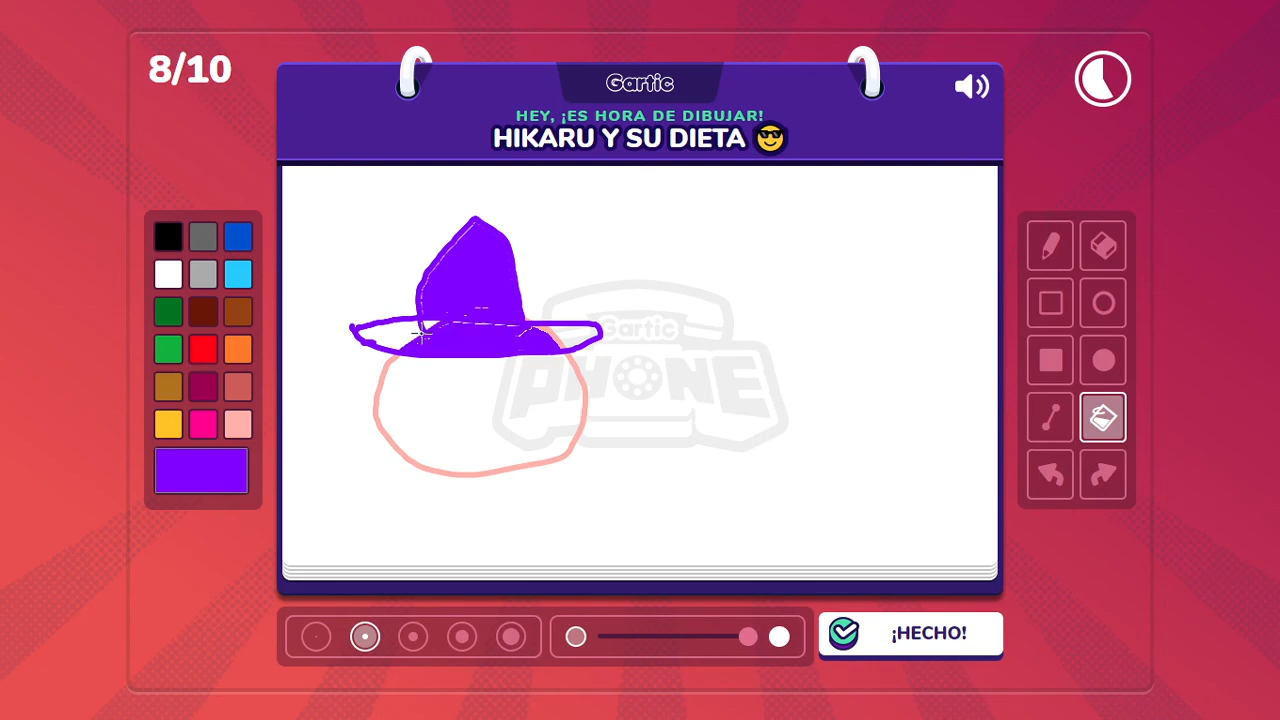 8/10
Gartic
HEY, ¡ES HORA DE DIBUJAR!
HIKARU Y SU DIETA 😎
Gartic
PHONE
¡HECHO!